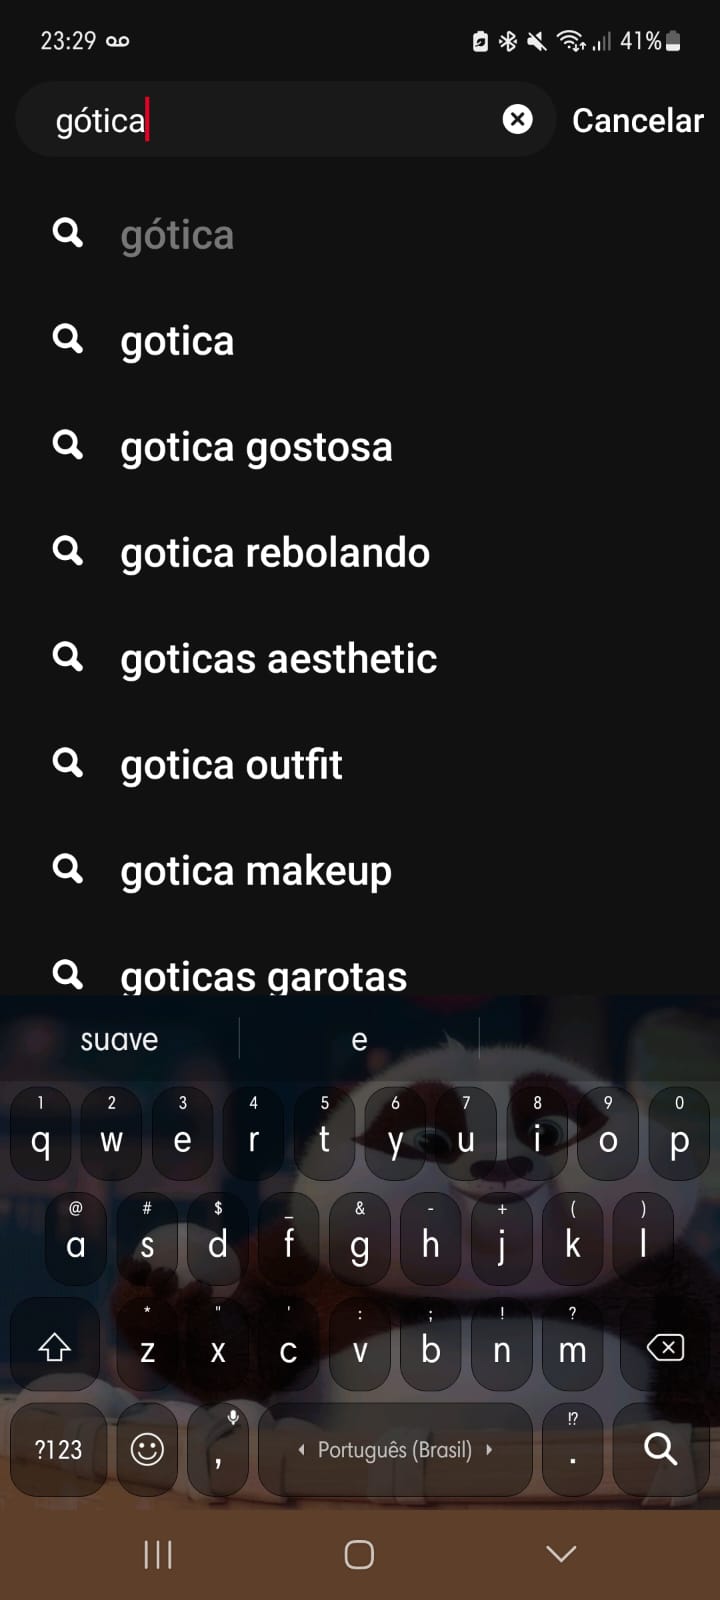 23:29 41%
gótica Cancelar
gótica
gotica
gotica gostosa
gotica rebolando
goticas aesthetic
gotica outfit
gotica makeup
goticas garotas
suave e
1 2 3 4 5 6 7 8 9 0
q w e r t y u i o p
@ # $ _ & - + ( )
a s d f g h j k l
* " ' : ; ! ?
z x c v b n m
!?
?123 , Português (Brasil) .